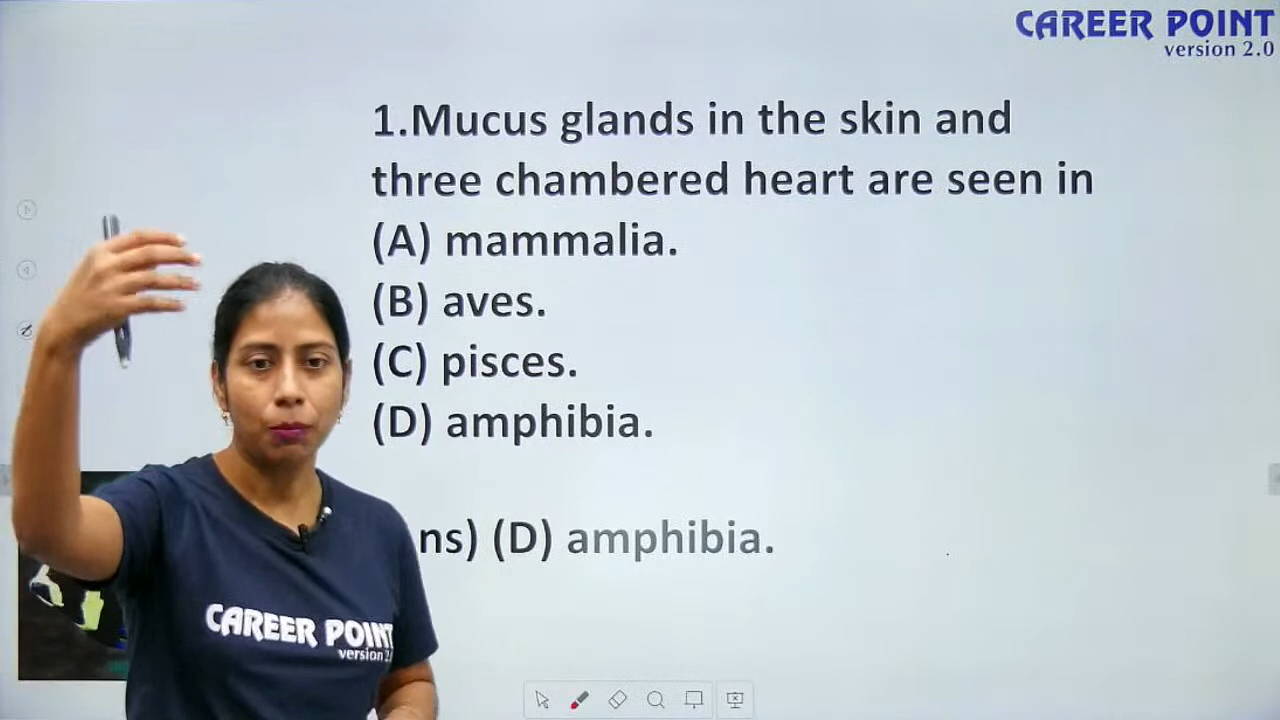 CAREER POINT
version 2.0
1.Mucus glands in the skin and
three chambered heart are seen in
(A) mammalia.
(B) aves.
(C) pisces.
(D) amphibia.
ns) (D) amphibia.
CAREER POINT
version 2.